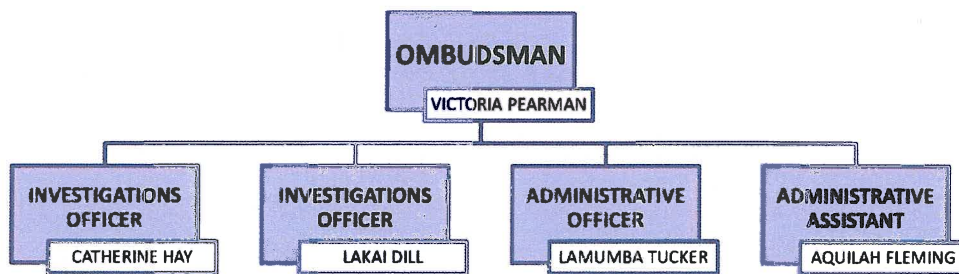 OMBUDSMAN
VICTORIA PEARMAN
INVESTIGATIONS
OFFICER
CATHERINE HAY
INVESTIGATIONS
OFFICER
LAKAI DILL
ADMINISTRATIVE
OFFICER
LAMUMBA TUCKER
ADMINISTRATIVE
ASSISTANT
AQUILAH FLEMING